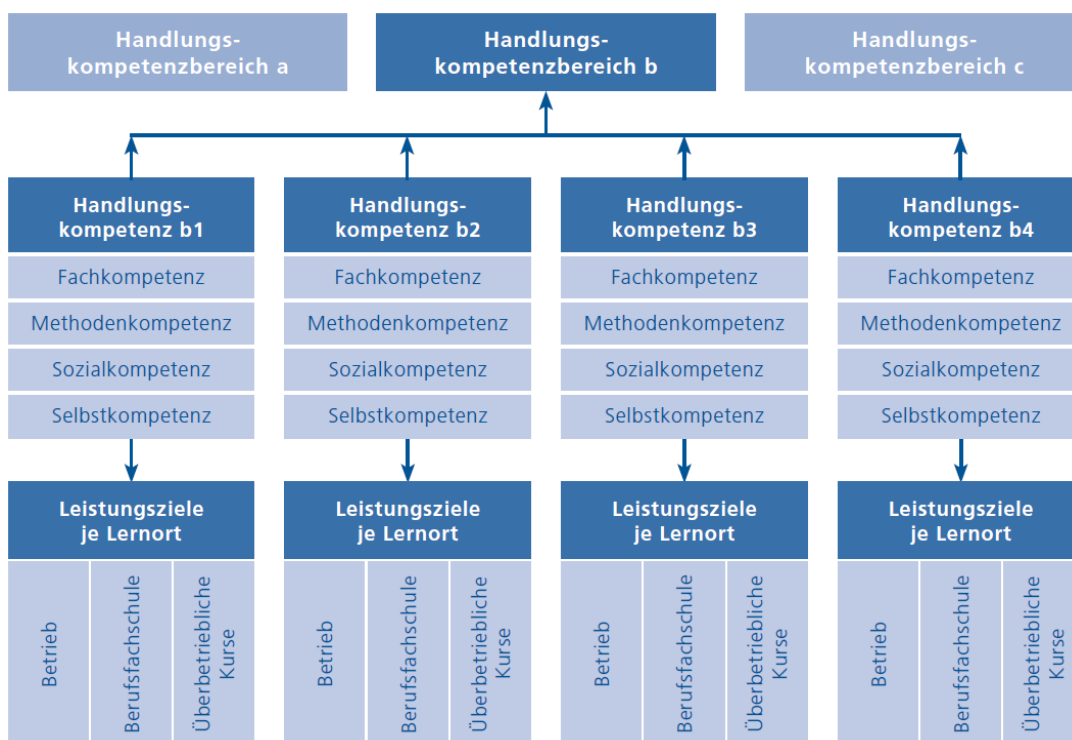 Handlungs-
kompetenzbereich a
Handlungs-
kompetenzbereich b
Handlungs-
kompetenzbereich c
Handlungs-
kompetenz b1
Fachkompetenz
Methodenkompetenz
Sozialkompetenz
Selbstkompetenz
Leistungsziele
je Lernort
Betrieb
Berufsfachschule
Überbetriebliche
Kurse
Handlungs-
kompetenz b2
Fachkompetenz
Methodenkompetenz
Sozialkompetenz
Selbstkompetenz
Leistungsziele
je Lernort
Betrieb
Berufsfachschule
Überbetriebliche
Kurse
Handlungs-
kompetenz b3
Fachkompetenz
Methodenkompetenz
Sozialkompetenz
Selbstkompetenz
Leistungsziele
je Lernort
Betrieb
Berufsfachschule
Überbetriebliche
Kurse
Handlungs-
kompetenz b4
Fachkompetenz
Methodenkompetenz
Sozialkompetenz
Selbstkompetenz
Leistungsziele
je Lernort
Betrieb
Berufsfachschule
Überbetriebliche
Kurse